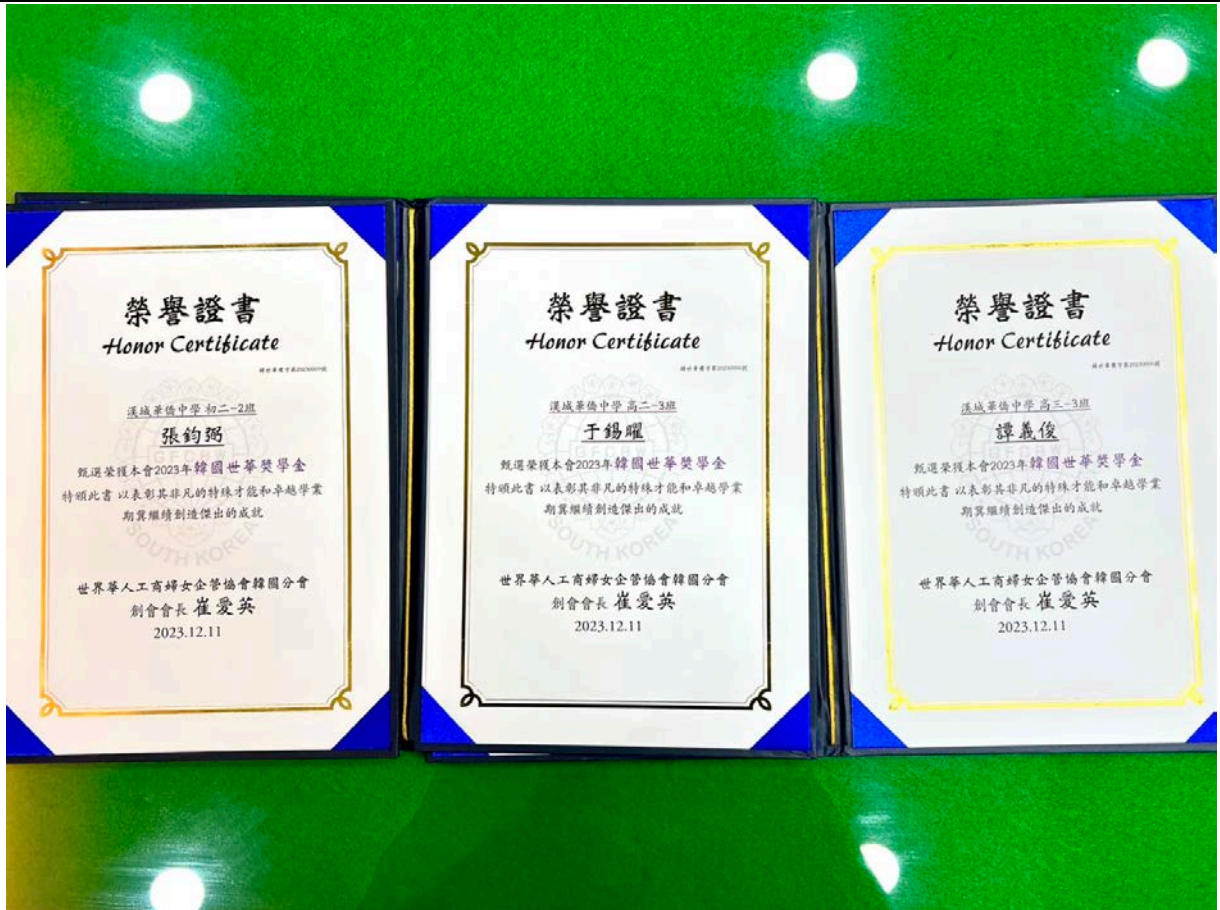 榮譽證書
Honor Certificate
漢城華僑中學 初二-2班
張鈞弼
甄選榮獲本會2023年韓國世華獎學金
特頒此書 以表彰其非凡的特殊才能和卓越學業
期冀繼續創造傑出的成就
GFCBW
SOUTH KOREA
世界華人工商婦女企管協會韓國分會
創會會長 崔愛英
2023.12.11
榮譽證書
Honor Certificate
漢城華僑中學 高二-3班
于錫曜
甄選榮獲本會2023年韓國世華獎學金
特頒此書 以表彰其非凡的特殊才能和卓越學業
期冀繼續創造傑出的成就
GFCBW
SOUTH KOREA
世界華人工商婦女企管協會韓國分會
創會會長 崔愛英
2023.12.11
榮譽證書
Honor Certificate
漢城華僑中學 高三-3班
譚義俊
甄選榮獲本會2023年韓國世華獎學金
特頒此書 以表彰其非凡的特殊才能和卓越學業
期冀繼續創造傑出的成就
GFCBW
SOUTH KOREA
世界華人工商婦女企管協會韓國分會
創會會長 崔愛英
2023.12.11